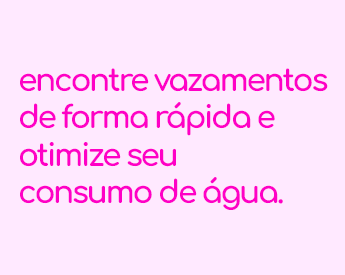 encontre vazamentos
de forma rápida e
otimize seu
consumo de água.